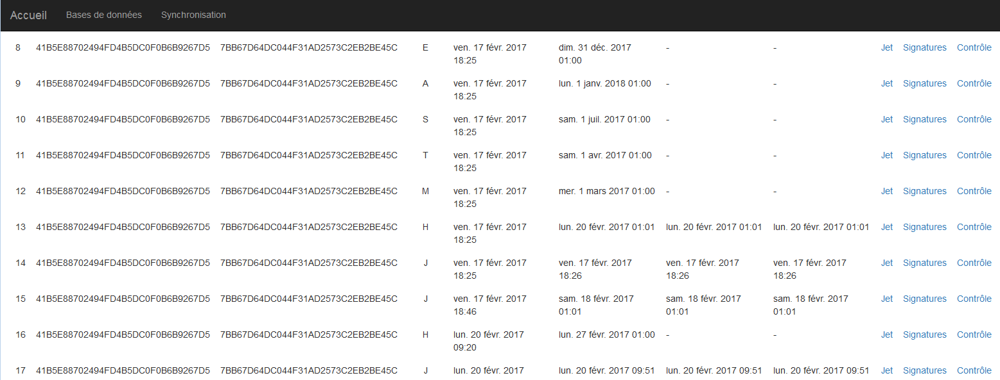 Accueil Bases de données Synchronisation
8 41B5E88702494FD4B5DC0F0B6B9267D5 7BB67D64DC044F31AD2573C2EB2BE45C E ven. 17 févr. 2017 dim. 31 déc. 2017 - - Jet Signatures Contrôle
18:25 01:00
9 41B5E88702494FD4B5DC0F0B6B9267D5 7BB67D64DC044F31AD2573C2EB2BE45C A ven. 17 févr. 2017 lun. 1 janv. 2018 01:00 - - Jet Signatures Contrôle
18:25
10 41B5E88702494FD4B5DC0F0B6B9267D5 7BB67D64DC044F31AD2573C2EB2BE45C S ven. 17 févr. 2017 sam. 1 juil. 2017 01:00 - - Jet Signatures Contrôle
18:25
11 41B5E88702494FD4B5DC0F0B6B9267D5 7BB67D64DC044F31AD2573C2EB2BE45C T ven. 17 févr. 2017 sam. 1 avr. 2017 01:00 - - Jet Signatures Contrôle
18:25
12 41B5E88702494FD4B5DC0F0B6B9267D5 7BB67D64DC044F31AD2573C2EB2BE45C M ven. 17 févr. 2017 mer. 1 mars 2017 01:00 - - Jet Signatures Contrôle
18:25
13 41B5E88702494FD4B5DC0F0B6B9267D5 7BB67D64DC044F31AD2573C2EB2BE45C H ven. 17 févr. 2017 lun. 20 févr. 2017 01:01 lun. 20 févr. 2017 01:01 lun. 20 févr. 2017 01:01 Jet Signatures Contrôle
18:25
14 41B5E88702494FD4B5DC0F0B6B9267D5 7BB67D64DC044F31AD2573C2EB2BE45C J ven. 17 févr. 2017 ven. 17 févr. 2017 ven. 17 févr. 2017 ven. 17 févr. 2017 Jet Signatures Contrôle
18:25 18:26 18:26 18:26
15 41B5E88702494FD4B5DC0F0B6B9267D5 7BB67D64DC044F31AD2573C2EB2BE45C J ven. 17 févr. 2017 sam. 18 févr. 2017 sam. 18 févr. 2017 sam. 18 févr. 2017 Jet Signatures Contrôle
18:46 01:01 01:01 01:01
16 41B5E88702494FD4B5DC0F0B6B9267D5 7BB67D64DC044F31AD2573C2EB2BE45C H lun. 20 févr. 2017 lun. 27 févr. 2017 01:00 - - Jet Signatures Contrôle
09:20
17 41B5E88702494FD4B5DC0F0B6B9267D5 7BB67D64DC044F31AD2573C2EB2BE45C J lun. 20 févr. 2017 lun. 20 févr. 2017 09:51 lun. 20 févr. 2017 09:51 lun. 20 févr. 2017 09:51 Jet Signatures Contrôle